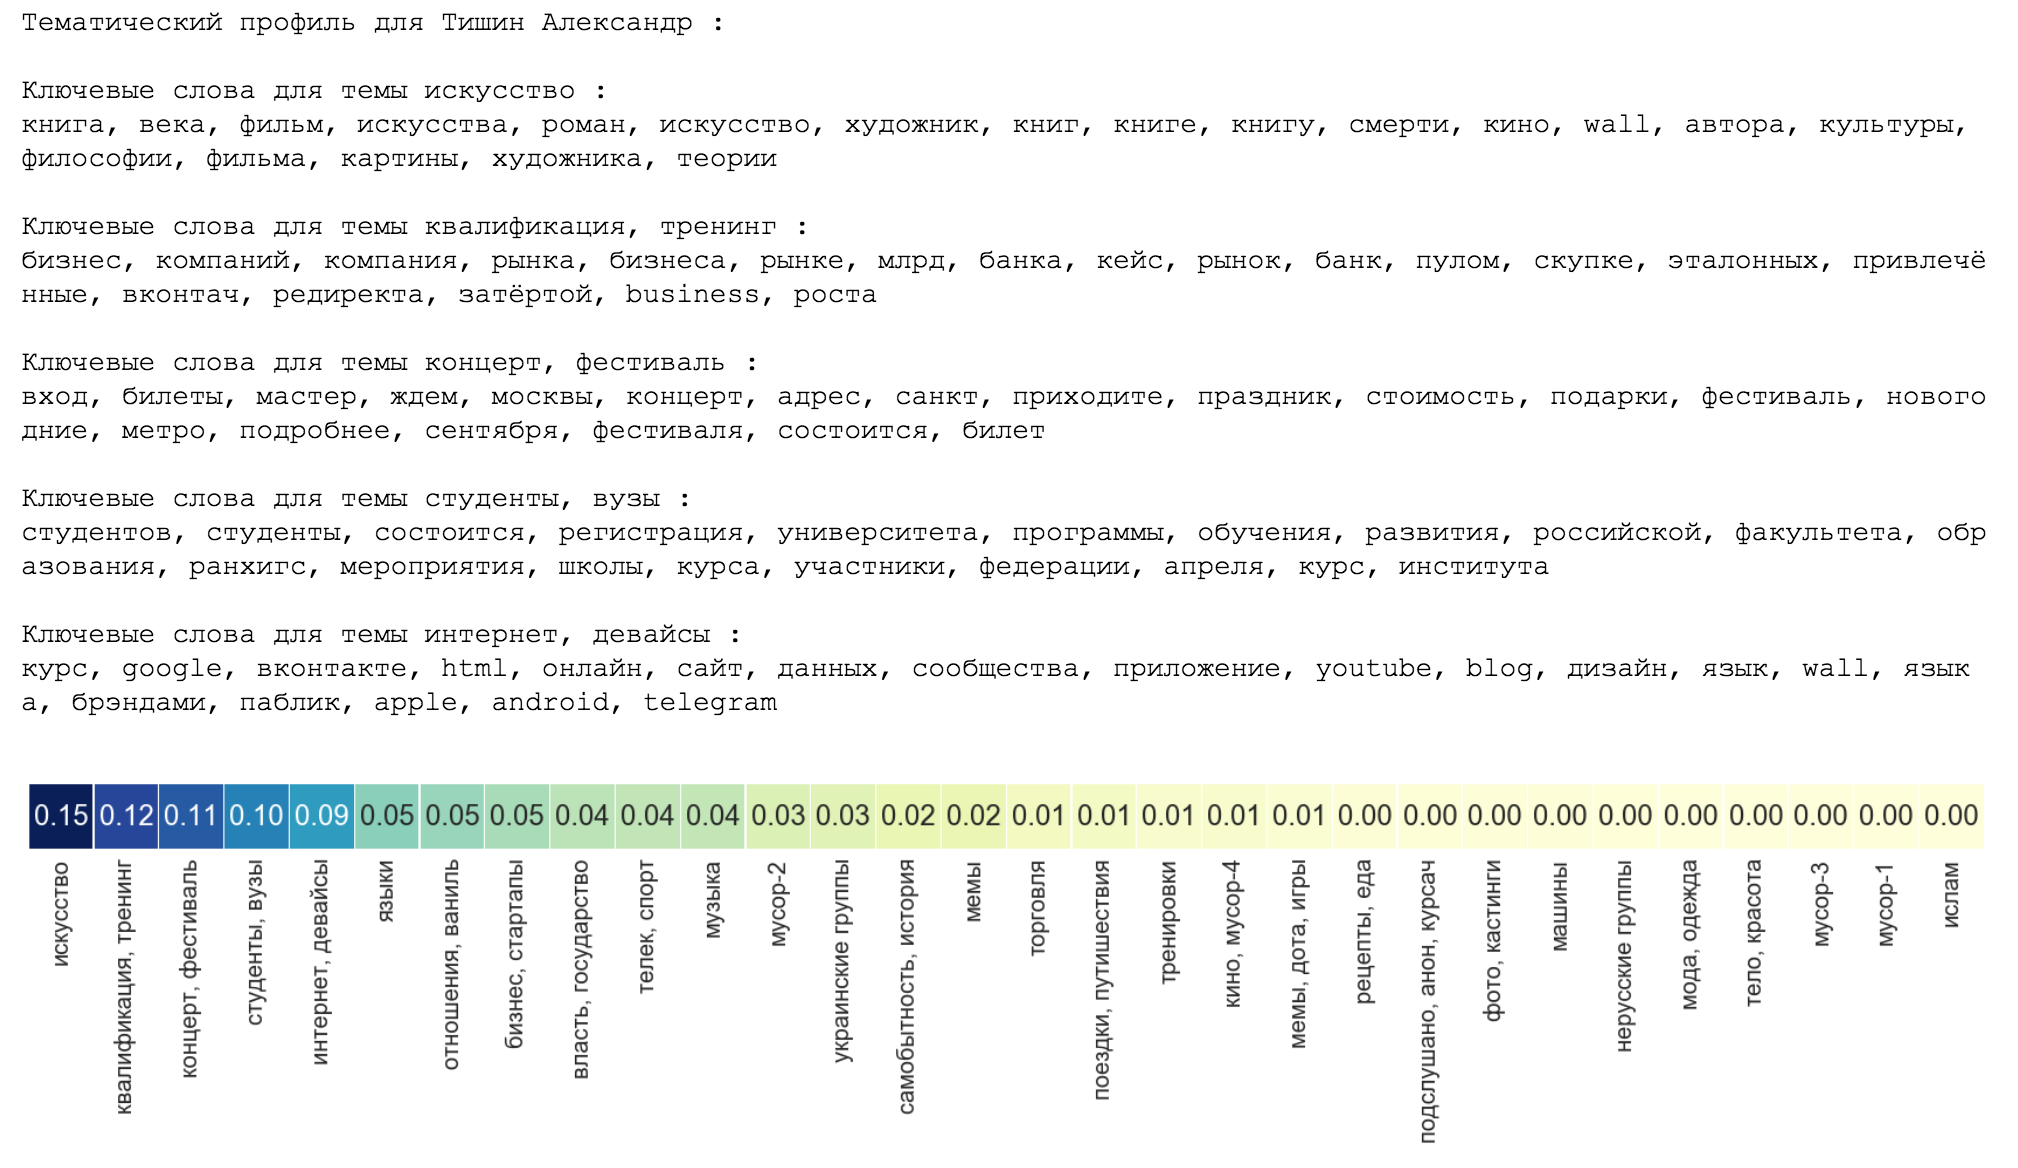 Тематический профиль для Тишин Александр :
Ключевые слова для темы искусство :
книга, века, фильм, искусства, роман, искусство, художник, книг, книге, книгу, смерти, кино, wall, автора, культуры,
философии, фильма, картины, художника, теории
Ключевые слова для темы квалификация, тренинг :
бизнес, компаний, компания, рынка, бизнеса, рынке, млрд, банка, кейс, рынок, банк, пулом, скупке, эталонных, привлечё
нные, вконтач, редиректа, затёртой, business, роста
Ключевые слова для темы концерт, фестиваль :
вход, билеты, мастер, ждем, москвы, концерт, адрес, санкт, приходите, праздник, стоимость, подарки, фестиваль, нового
дние, метро, подробнее, сентября, фестиваля, состоится, билет
Ключевые слова для темы студенты, вузы :
студентов, студенты, состоится, регистрация, университета, программы, обучения, развития, российской, факультета, обр
азования, ранхигс, мероприятия, школы, курса, участники, федерации, апреля, курс, института
Ключевые слова для темы интернет, девайсы :
курс, google, вконтакте, html, онлайн, сайт, данных, сообщества, приложение, youtube, blog, дизайн, язык, wall, язык
а, брэндами, паблик, apple, android, telegram
0.15 0.12 0.11 0.10 0.09 0.05 0.05 0.05 0.04 0.04 0.04 0.03 0.03 0.02 0.02 0.01 0.01 0.01 0.01 0.01 0.00 0.00 0.00 0.00 0.00 0.00 0.00 0.00 0.00 0.00
искусство
квалификация, тренинг
концерт, фестиваль
студенты, вузы
интернет, девайсы
языки
отношения, ваниль
бизнес, стартапы
власть, государство
телек, спорт
музыка
мусор-2
украинские группы
самобытность, история
мемы
торговля
поездки, путишествия
тренировки
кино, мусор-4
мемы, дота, игры
рецепты, еда
подслушано, анон, курсач
фото, кастинги
машины
нерусские группы
мода, одежда
тело, красота
мусор-3
мусор-1
ислам